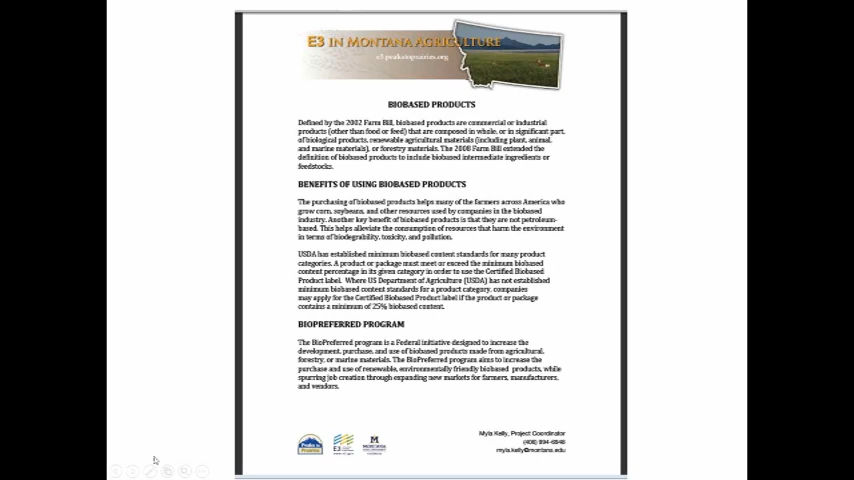 E3 IN MONTANA AGRICULTURE
e3.peakstoprairies.org
BIOBASED PRODUCTS
Defined by the 2002 Farm Bill, biobased products are commercial or industrial
products (other than food or feed) that are composed in whole, or in significant part,
of biological products, renewable agricultural materials (including plant, animal,
and marine materials), or forestry materials. The 2008 Farm Bill extended the
definition of biobased products to include biobased intermediate ingredients or
feedstocks.
BENEFITS OF USING BIOBASED PRODUCTS
The purchasing of biobased products helps many of the farmers across America who
grow corn, soybeans, and other resources used by companies in the biobased
industry. Another key benefit of biobased products is that they are not petroleum-
based. This helps alleviate the consumption of resources that harm the environment
in terms of biodegrability, toxicity, and pollution.
USDA has established minimum biobased content standards for many product
categories. A product or package must meet or exceed the minimum biobased
content percentage in its given category in order to use the Certified Biobased
Product label. Where US Department of Agriculture (USDA) has not established
minimum biobased content standards for a product category, companies
may apply for the Certified Biobased Product label if the product or package
contains a minimum of 25% biobased content.
BIOPREFERRED PROGRAM
The BioPreferred program is a Federal initiative designed to increase the
development, purchase, and use of biobased products made from agricultural,
forestry, or marine materials. The BioPreferred program aims to increase the
purchase and use of renewable, environmentally friendly biobased products, while
spurring job creation through expanding new markets for farmers, manufacturers,
and vendors.
Peaks to
Prairies
E3
M
MONTANA
Myla Kelly, Project Coordinator
(406) 994-
myla.kelly@montana.edu